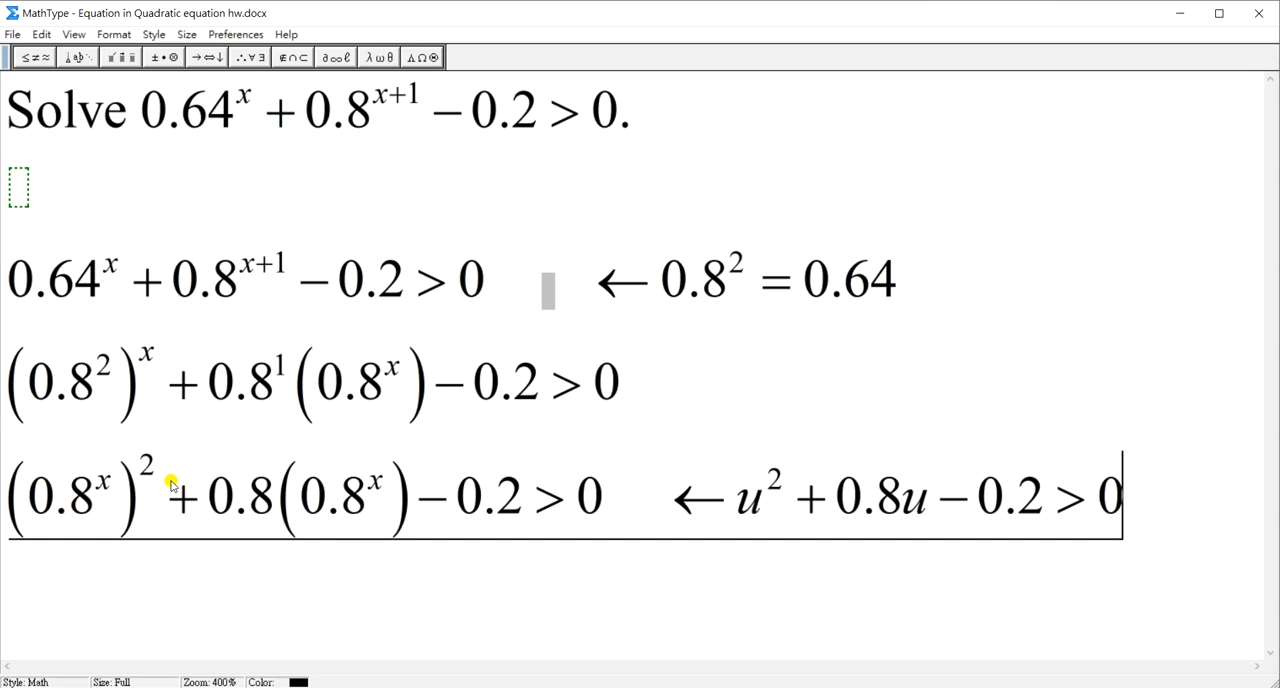 MathType - Equation in Quadratic equation hw.docx
File Edit View Format Style Size Preferences Help
≤≠≈ ±•⊗ →⇔↓ ∴∀∃ ∉∩⊂ ∂∞ℓ λωθ ΛΩ⊛
Solve 0.64^x + 0.8^{x+1} − 0.2 > 0.
0.64^x + 0.8^{x+1} − 0.2 > 0 ← 0.8^2 = 0.64
(0.8^2)^x + 0.8^1(0.8^x) − 0.2 > 0
(0.8^x)^2 + 0.8(0.8^x) − 0.2 > 0 ← u^2 + 0.8u − 0.2 > 0
Style: Math Size: Full Zoom: 400% Color: